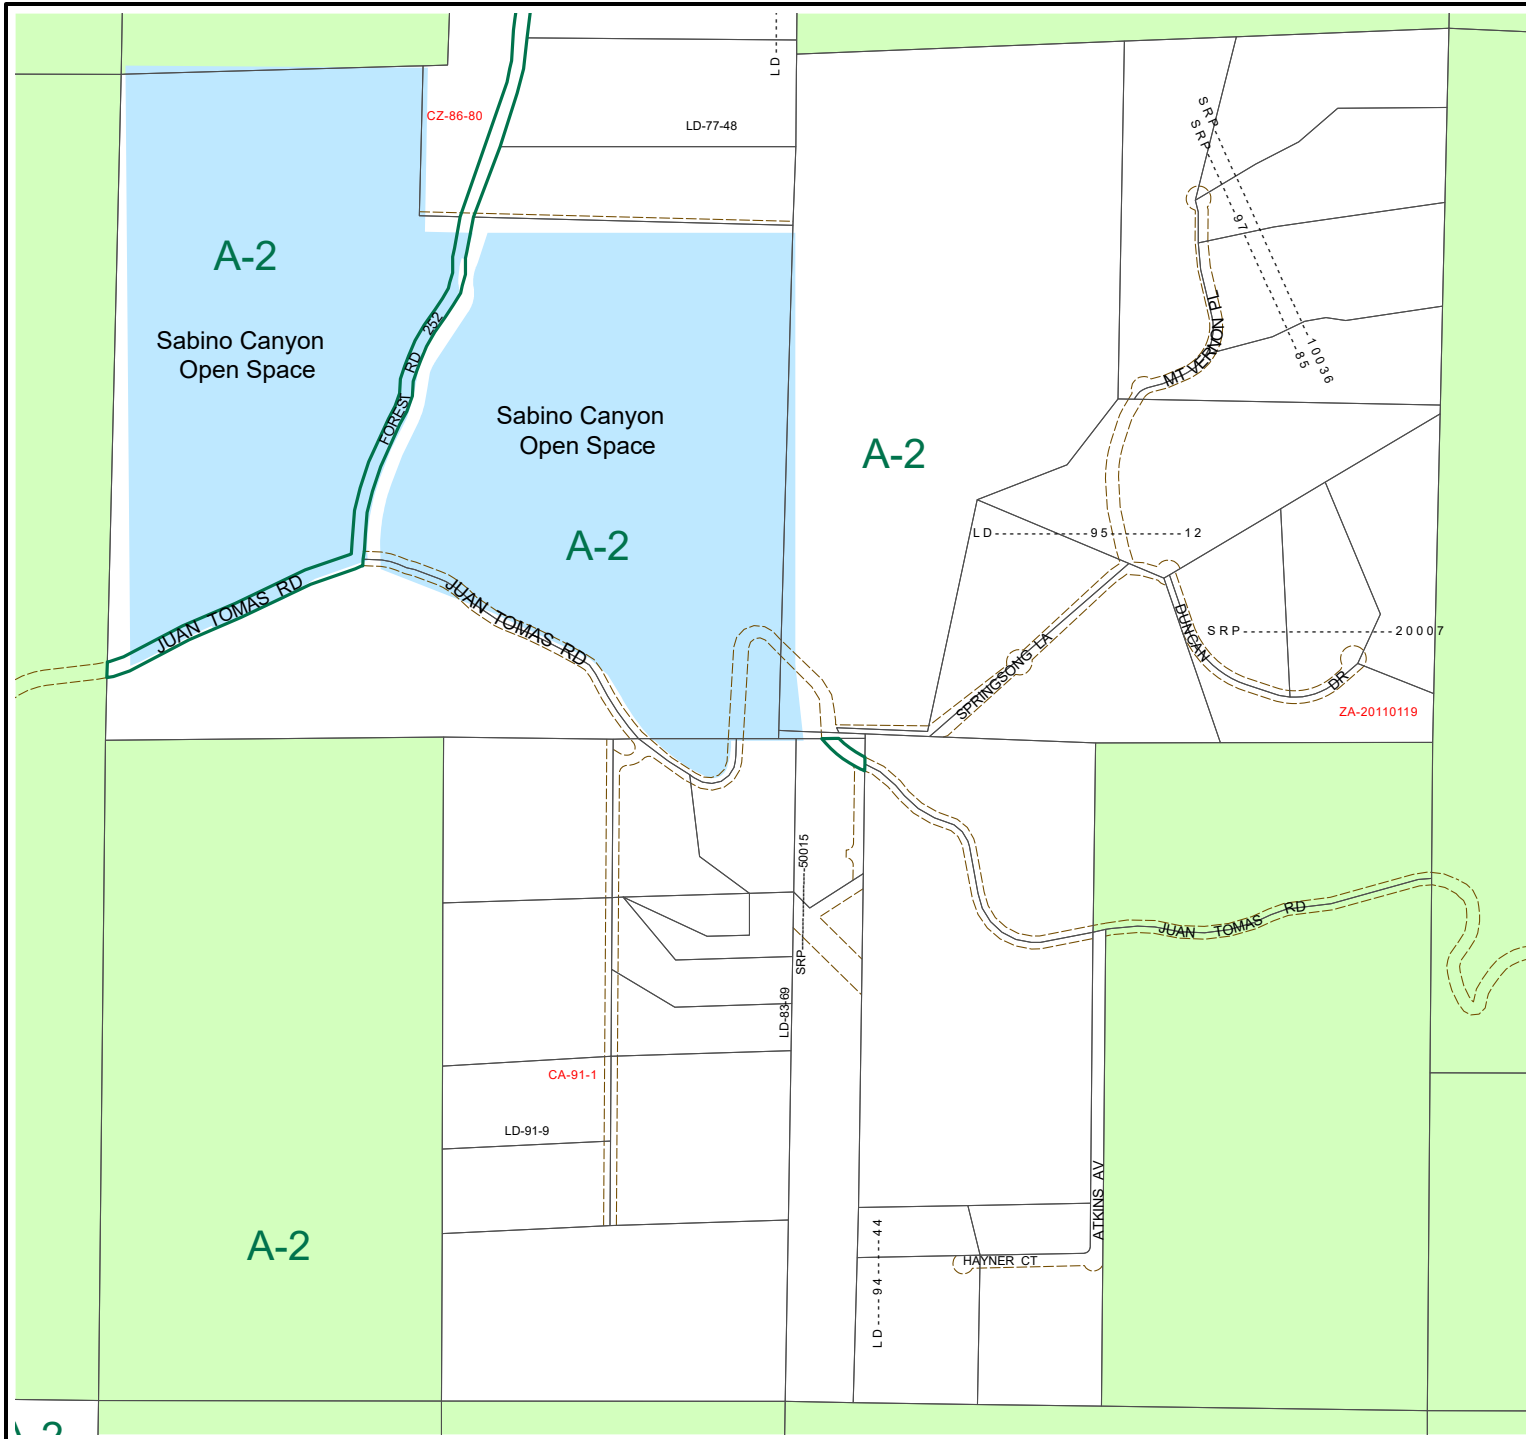 LD-----
CZ-86-80
LD-77-48
SRP
SRP
97
10036
85
A-2
Sabino Canyon
Open Space
FOREST RD 252
MT VERNON PL
Sabino Canyon
Open Space
A-2
A-2
LD------------95---------12
JUAN TOMAS RD
JUAN TOMAS RD
SPRINGSONG LA
DUNCAN DR
SRP-----------------20007
ZA-20110119
SRP-----50015
JUAN TOMAS RD
LD-83-69
CA-91-1
LD-91-9
ATKINS AV
A-2
HAYNER CT
LD----94------44
A-2